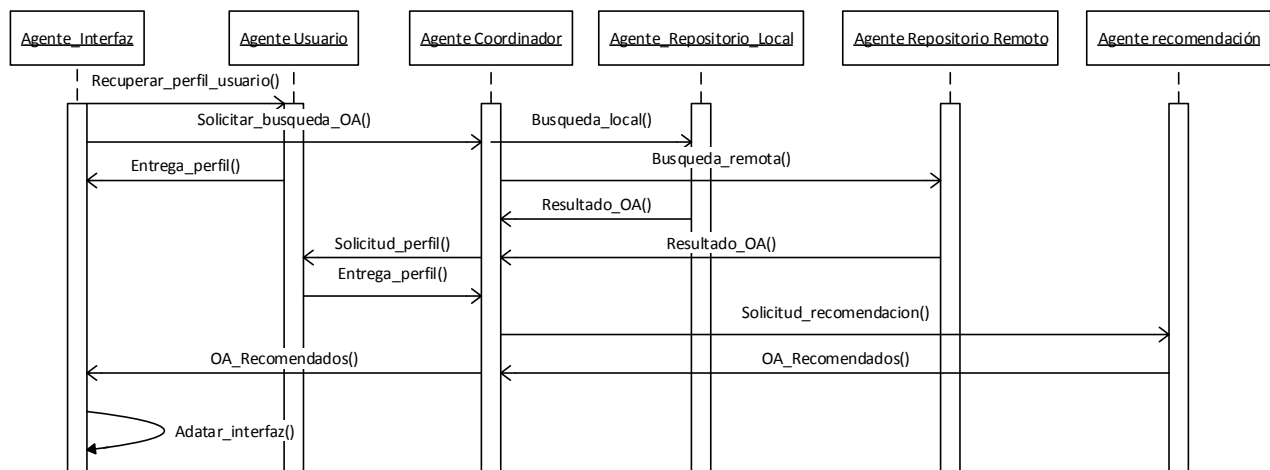 Agente_Interfaz
Agente Usuario
Agente Coordinador
Agente_Repositorio_Local
Agente Repositorio Remoto
Agente recomendación
Recuperar_perfil_usuario()
Solicitar_busqueda_OA()
Busqueda_local()
Entrega_perfil()
Busqueda_remota()
Resultado_OA()
Solicitud_perfil()
Resultado_OA()
Entrega_perfil()
Solicitud_recomendacion()
OA_Recomendados()
OA_Recomendados()
Adatar_interfaz()